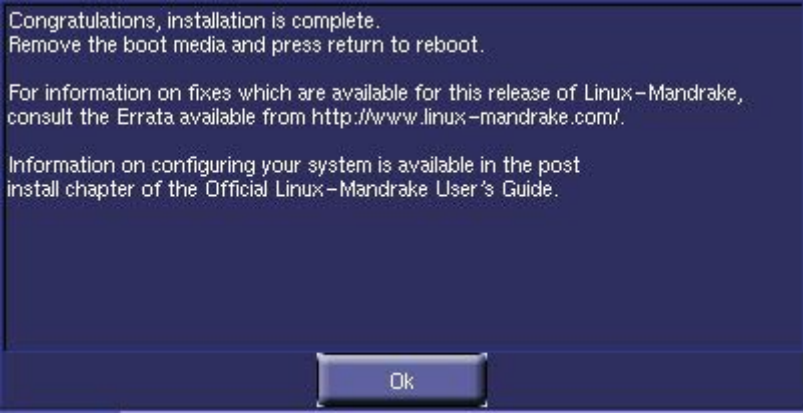 Congratulations, installation is complete.
Remove the boot media and press return to reboot.
For information on fixes which are available for this release of Linux-Mandrake,
consult the Errata available from http://www.linux-mandrake.com/.
Information on configuring your system is available in the post
install chapter of the Official Linux-Mandrake User's Guide.
Ok